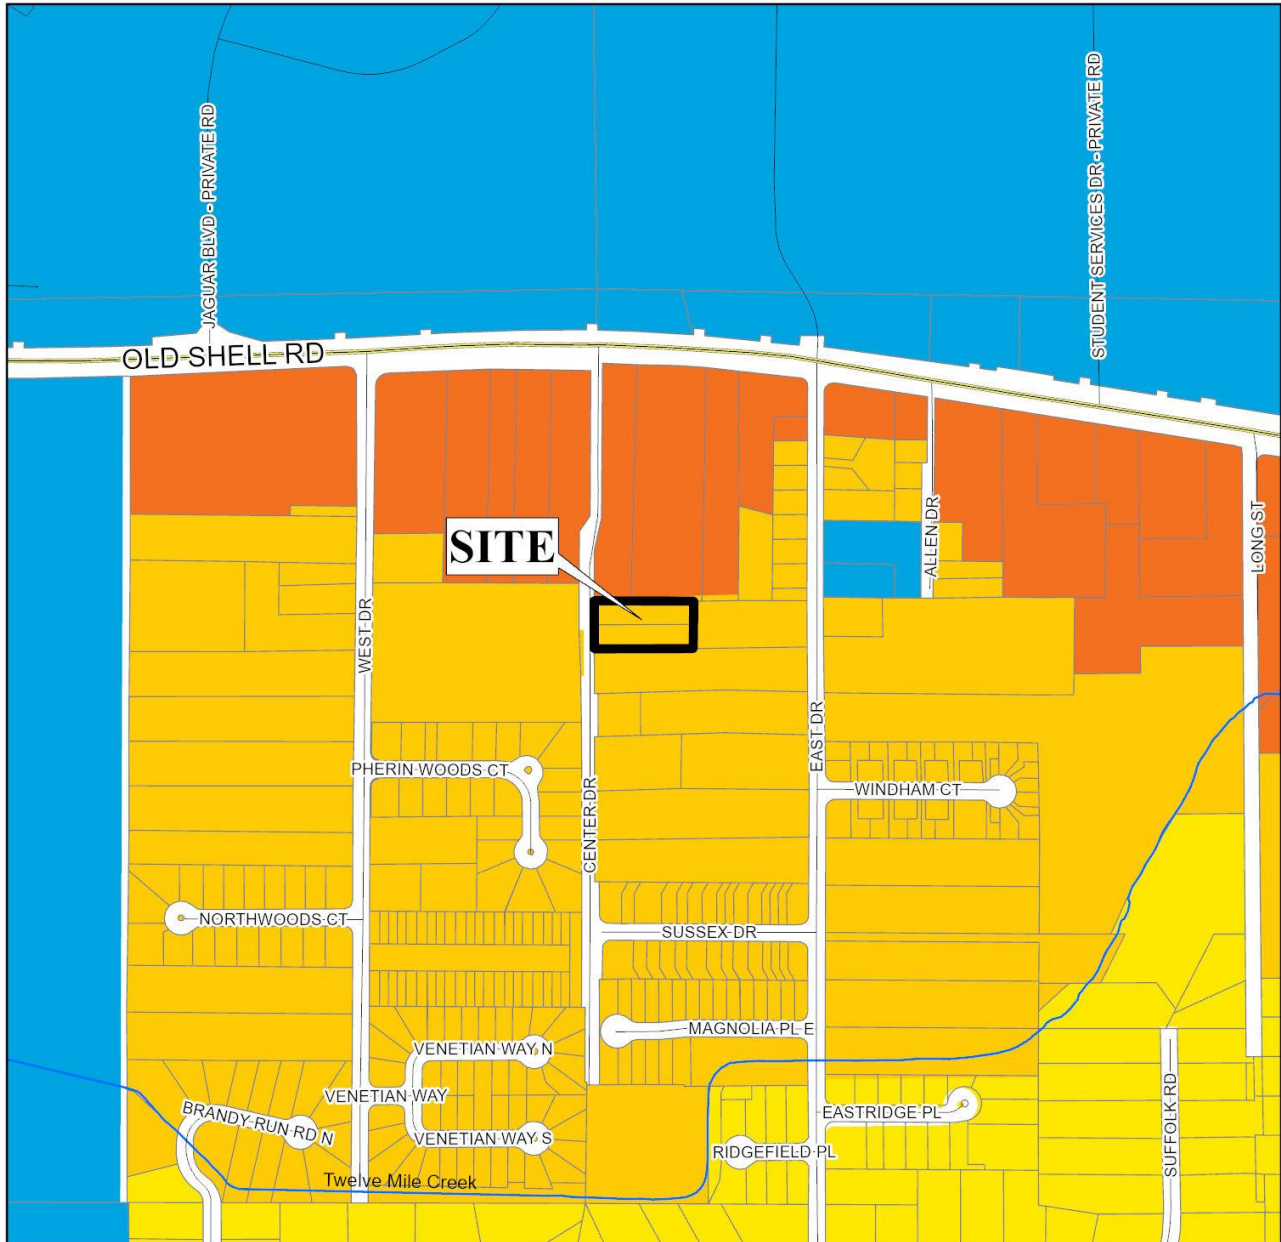 JAGUAR BLVD - PRIVATE RD
STUDENT SERVICES DR - PRIVATE RD
OLD SHELL RD
SITE
ALLEN DR
LONG ST
WEST DR
EAST DR
PHERIN WOODS CT
WINDHAM CT
CENTER DR
NORTHWOODS CT
SUSSEX DR
MAGNOLIA PL E
VENETIAN WAY N
VENETIAN WAY
BRANDY RUN RD N
VENETIAN WAY S
EASTRIDGE PL
RIDGEFIELD PL
SUFFOLK RD
Twelve Mile Creek